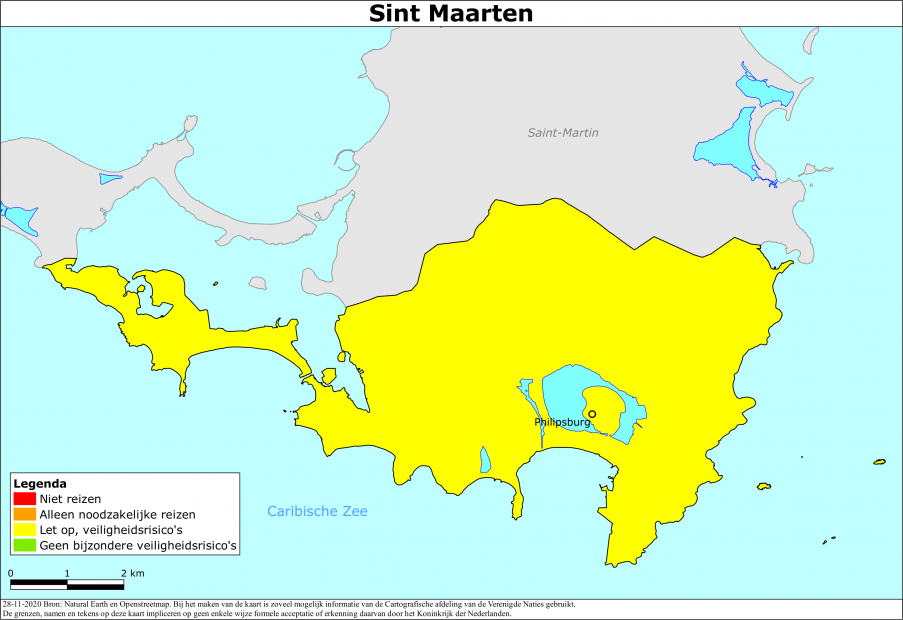 Sint Maarten
Saint-Martin
Philipsburg
Caribische Zee
Legenda
Niet reizen
Alleen noodzakelijke reizen
Let op, veiligheidsrisico's
Geen bijzondere veiligheidsrisico's
0 1 2 km
28-11-2020 Bron: Natural Earth en Openstreetmap. Bij het maken van de kaart is zoveel mogelijk informatie van de Cartografische afdeling van de Verenigde Naties gebruikt.
De grenzen, namen en tekens op deze kaart impliceren op geen enkele wijze formele acceptatie of erkenning daarvan door het Koninkrijk der Nederlanden.